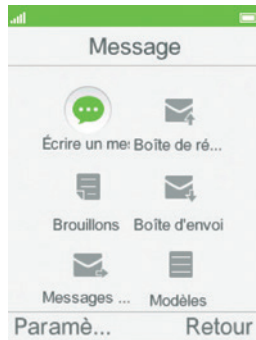 Message
Écrire un me
Boîte de ré...
Brouillons
Boîte d'envoi
Messages ...
Modèles
Paramè...
Retour